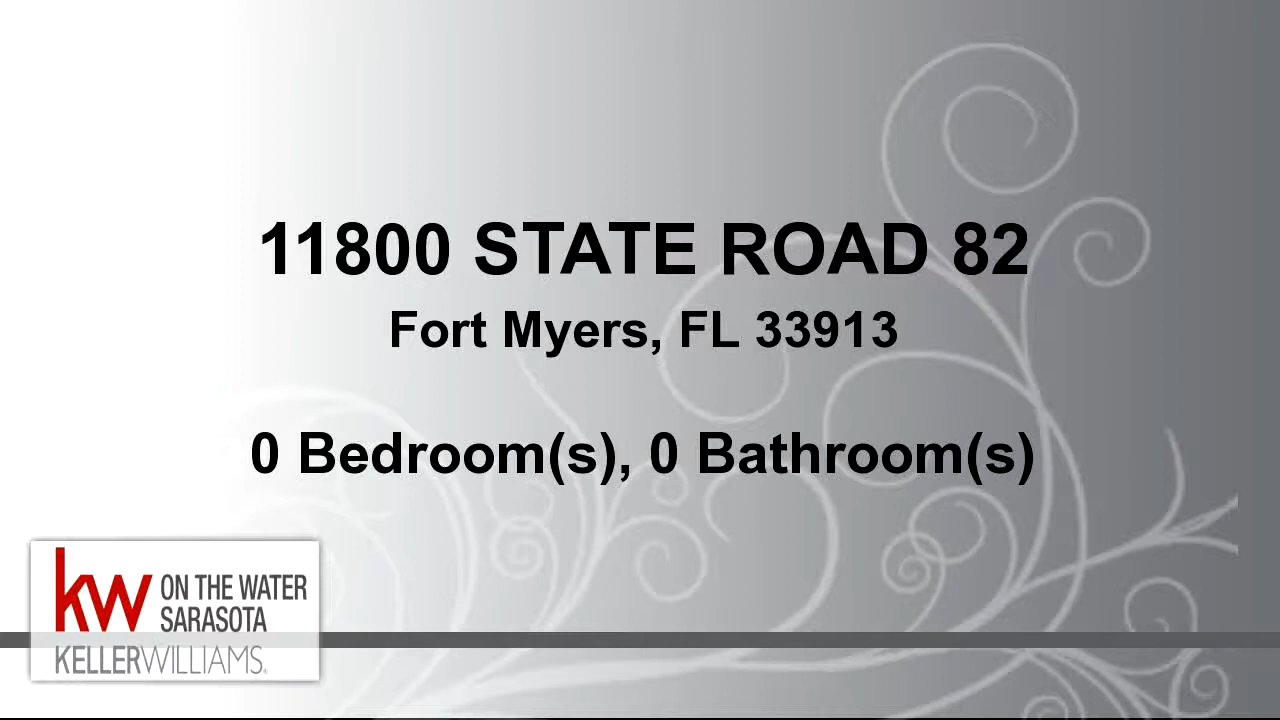 11800 STATE ROAD 82
Fort Myers, FL 33913
0 Bedroom(s), 0 Bathroom(s)
kw ON THE WATER
SARASOTA
KELLERWILLIAMS®